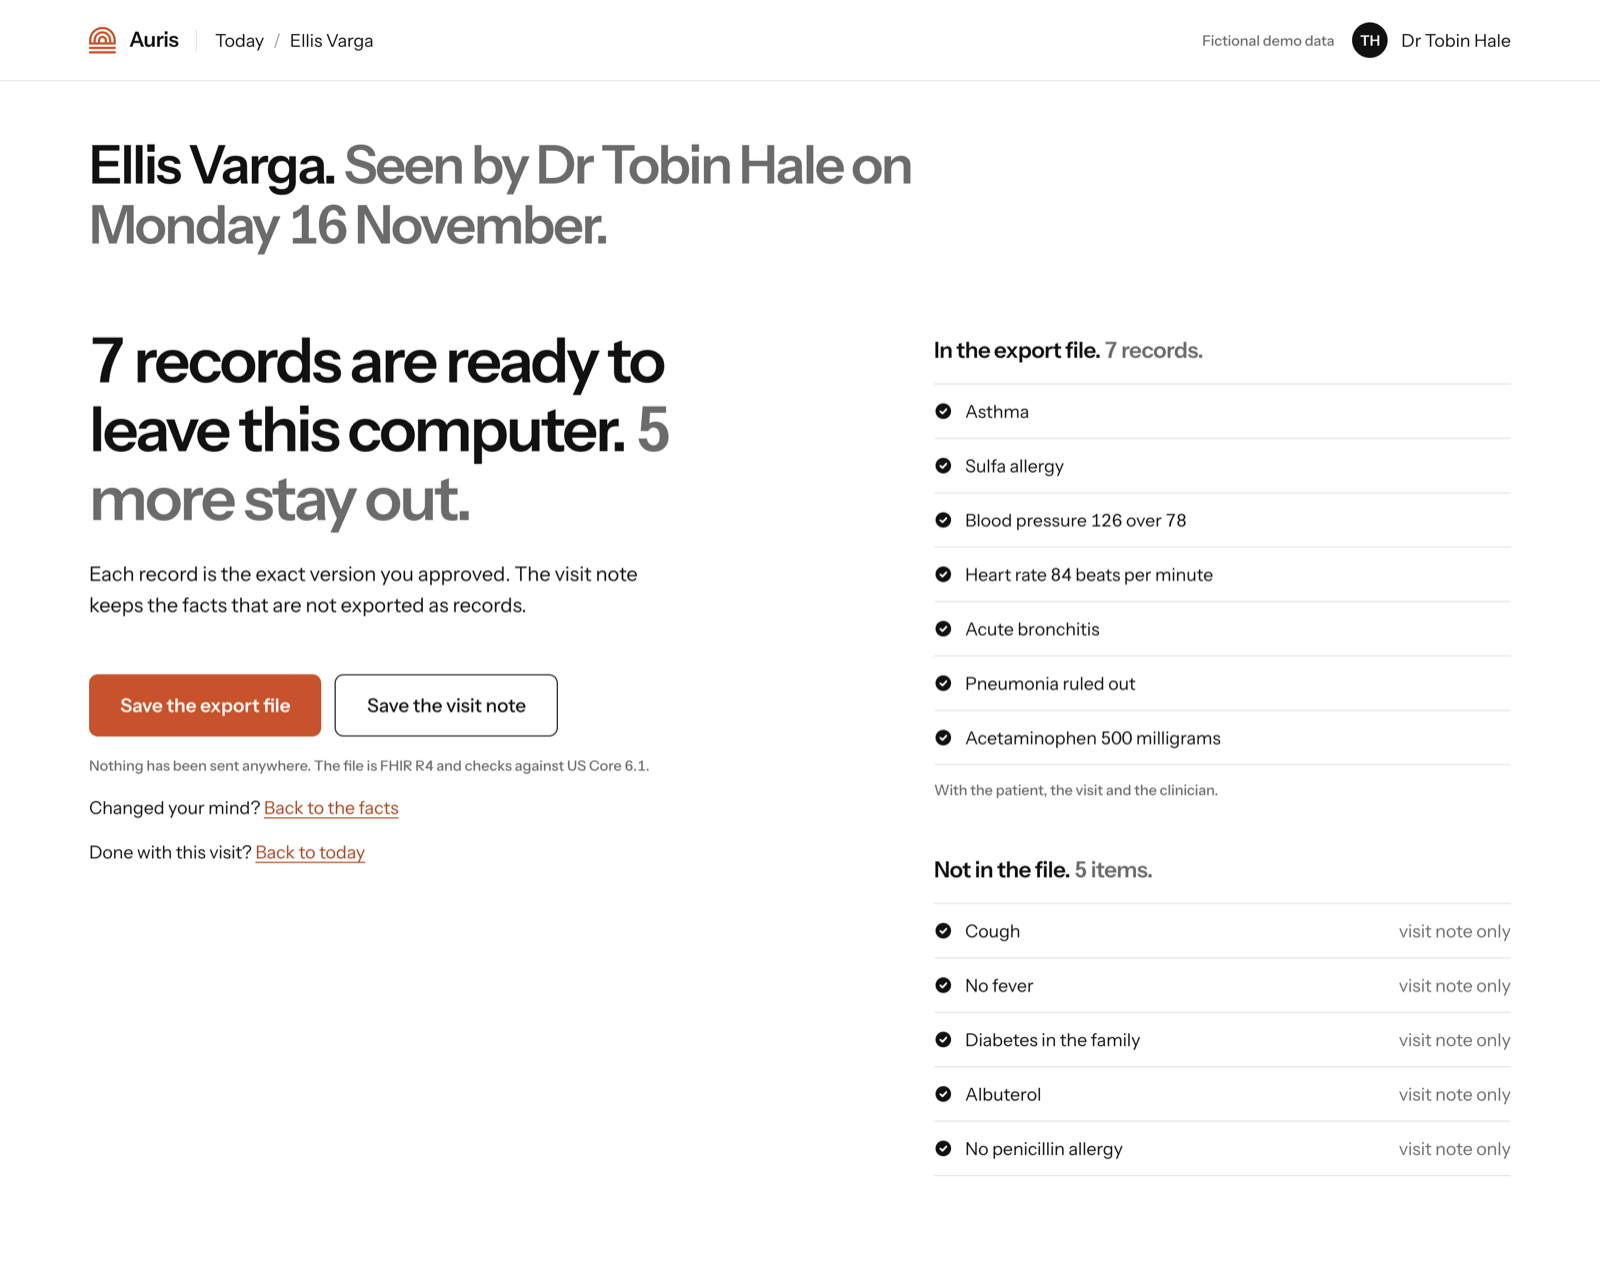 Auris
Today / Ellis Varga
Fictional demo data
TH
Dr Tobin Hale
Ellis Varga. Seen by Dr Tobin Hale on
Monday 16 November.
7 records are ready to
leave this computer. 5
more stay out.
Each record is the exact version you approved. The visit note
keeps the facts that are not exported as records.
Save the export file
Save the visit note
Nothing has been sent anywhere. The file is FHIR R4 and checks against US Core 6.1.
Changed your mind? Back to the facts
Done with this visit? Back to today
In the export file. 7 records.
Asthma
Sulfa allergy
Blood pressure 126 over 78
Heart rate 84 beats per minute
Acute bronchitis
Pneumonia ruled out
Acetaminophen 500 milligrams
With the patient, the visit and the clinician.
Not in the file. 5 items.
Cough visit note only
No fever visit note only
Diabetes in the family visit note only
Albuterol visit note only
No penicillin allergy visit note only